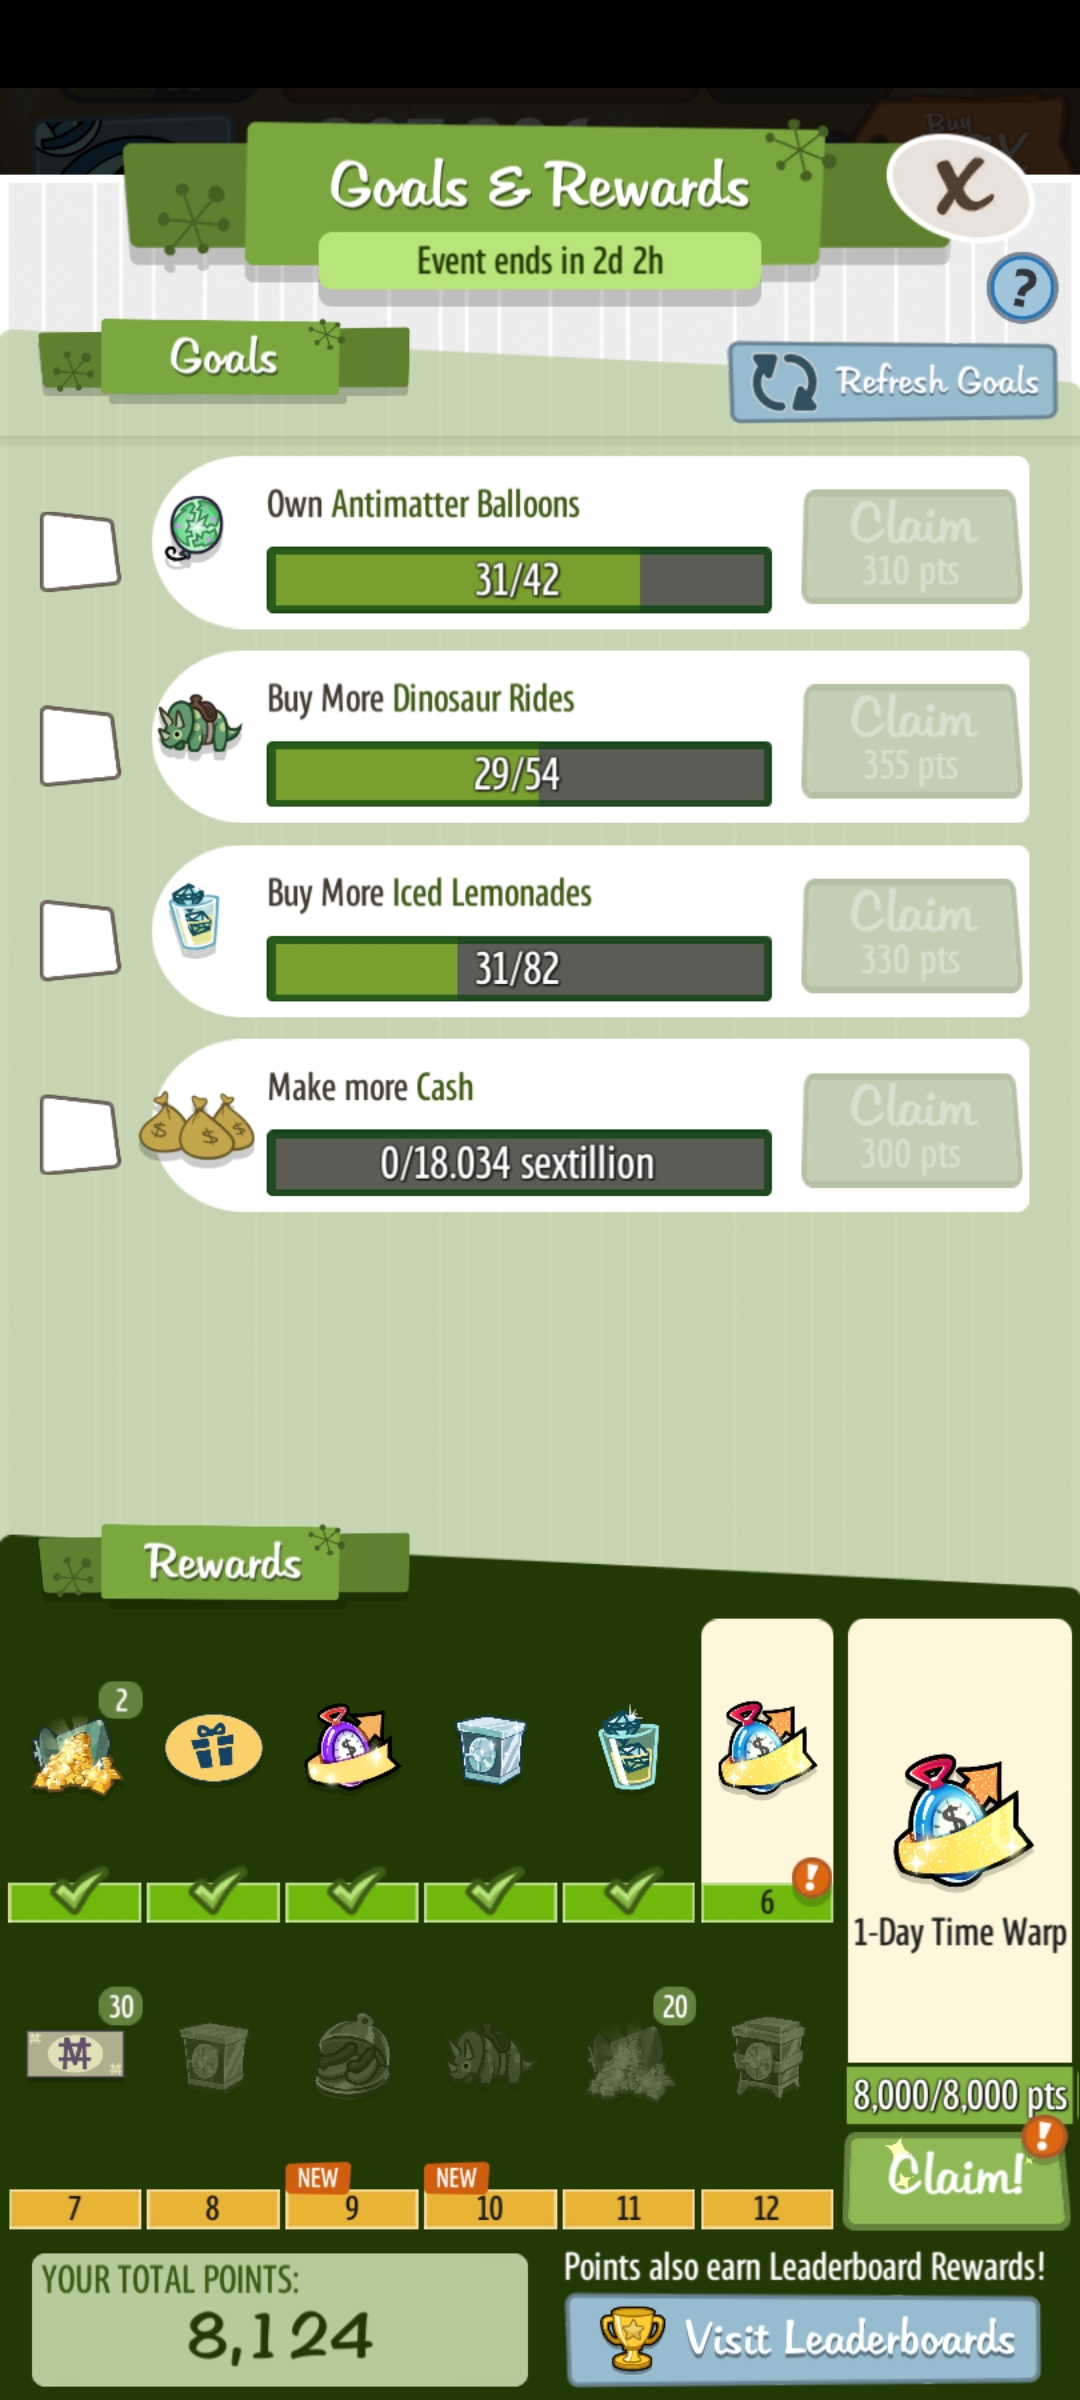 Buy
Goals & Rewards
X
Event ends in 2d 2h
?
Goals
Refresh Goals
Own Antimatter Balloons
31/42
Claim
310 pts
Buy More Dinosaur Rides
29/54
Claim
355 pts
Buy More Iced Lemonades
31/82
Claim
330 pts
Make more Cash
0/18.034 sextillion
Claim
300 pts
Rewards
2
6
!
1-Day Time Warp
8,000/8,000 pts
Claim!
!
30
20
NEW
NEW
7
8
9
10
11
12
YOUR TOTAL POINTS:
8,124
Points also earn Leaderboard Rewards!
Visit Leaderboards